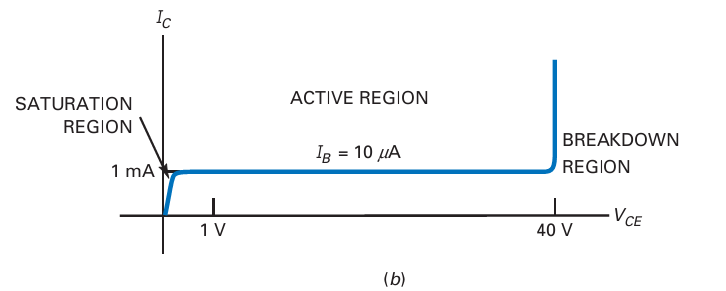 I_C
SATURATION
REGION
ACTIVE REGION
I_B = 10 μA
BREAKDOWN
REGION
1 mA
V_CE
1 V
40 V
(b)